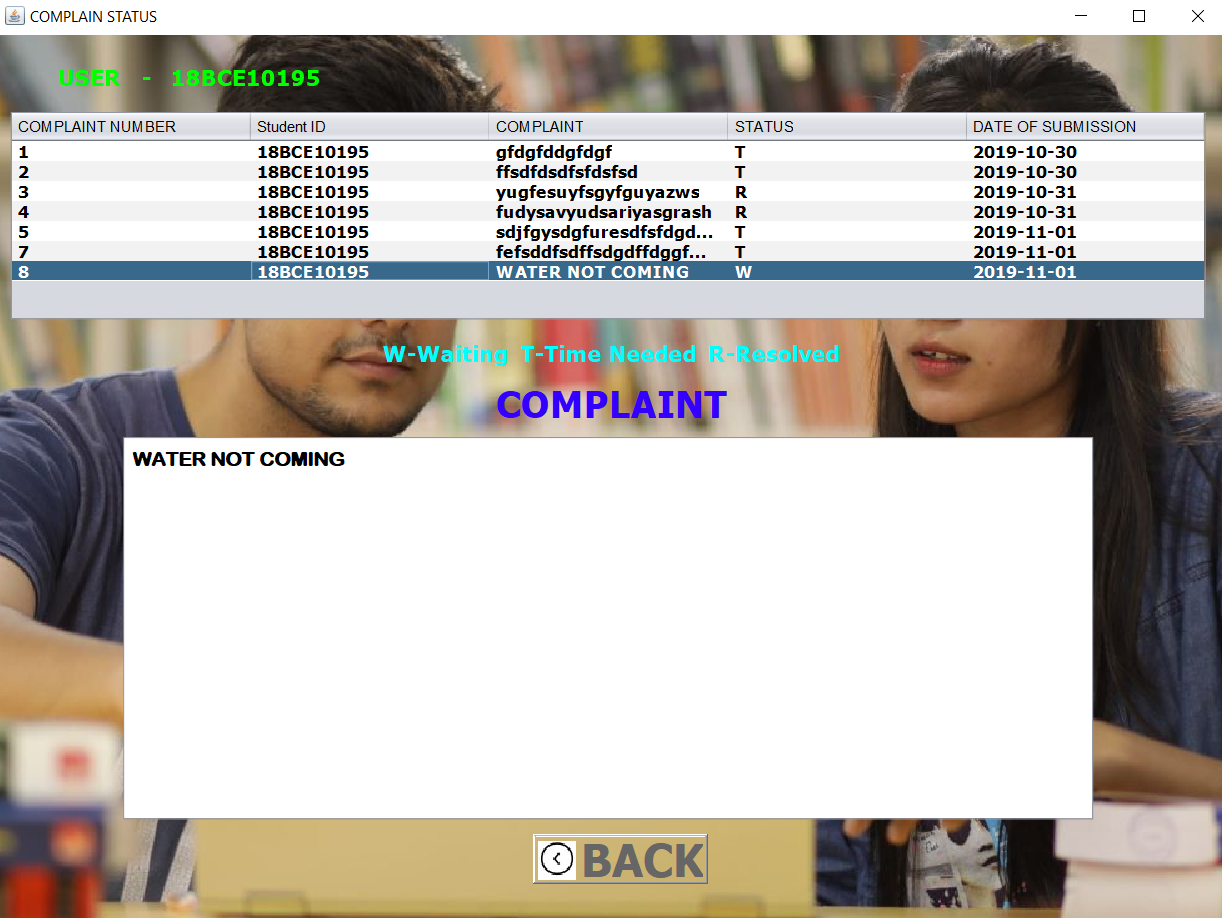 COMPLAIN STATUS
USER - 18BCE10195
COMPLAINT NUMBER Student ID COMPLAINT STATUS DATE OF SUBMISSION
1 18BCE10195 gfdgfddgfdgf T 2019-10-30
2 18BCE10195 ffsdfdsdfsfdsfsd T 2019-10-30
3 18BCE10195 yugfesuyfsgyfguyazws R 2019-10-31
4 18BCE10195 fudysavyudsariyasgrash R 2019-10-31
5 18BCE10195 sdjfgysdgfuresdfsfdgd... T 2019-11-01
7 18BCE10195 fefsddfsdffsdgdffdggf... T 2019-11-01
8 18BCE10195 WATER NOT COMING W 2019-11-01
W-Waiting T-Time Needed R-Resolved
COMPLAINT
WATER NOT COMING
BACK